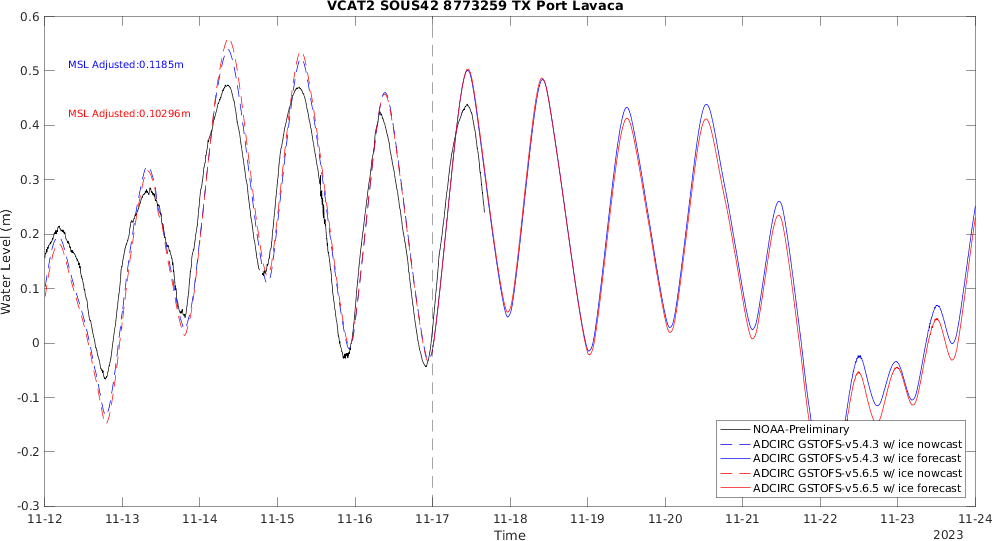 VCAT2 SOUS42 8773259 TX Port Lavaca
0.6
0.5
0.4
0.3
0.2
0.1
0
-0.1
-0.2
-0.3
Water Level (m)
MSL Adjusted:0.1185m
MSL Adjusted:0.10296m
NOAA-Preliminary
ADCIRC GSTOFS-v5.4.3 w/ ice nowcast
ADCIRC GSTOFS-v5.4.3 w/ ice forecast
ADCIRC GSTOFS-v5.6.5 w/ ice nowcast
ADCIRC GSTOFS-v5.6.5 w/ ice forecast
11-12 11-13 11-14 11-15 11-16 11-17 11-18 11-19 11-20 11-21 11-22 11-23 11-24
Time
2023